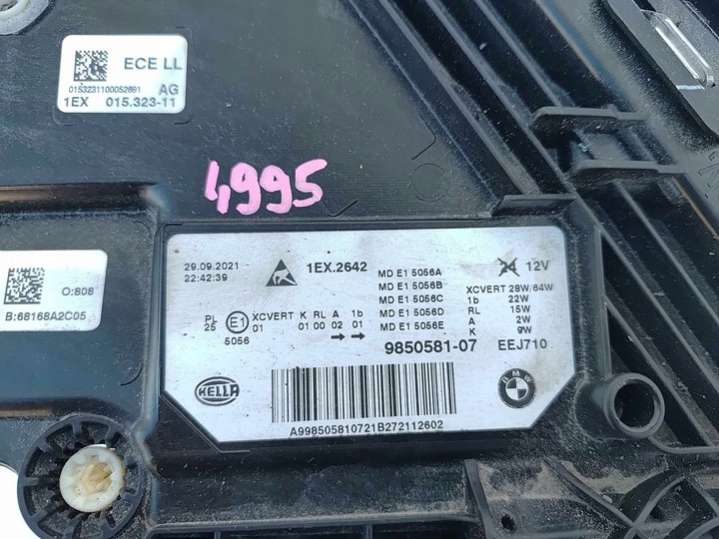 ECE LL
0153231100052691 AG
1EX 015.323-11
4995
O:808
B:68168A2C05
29.09.2021
22:42:39
1EX.2642
MD E1 5056A
MD E1 5056B
MD E1 5056C
MD E1 5056D
MD E1 5056E
12V
XCVERT 28W/64W
1b 22W
RL 15W
A 2W
K 9W
PL
25
E1
5056
XCVERT K RL A 1b
01 01 00 02 01
→ →
9850581-07 EEJ710
HELLA
BMW
A998505810721B272112602